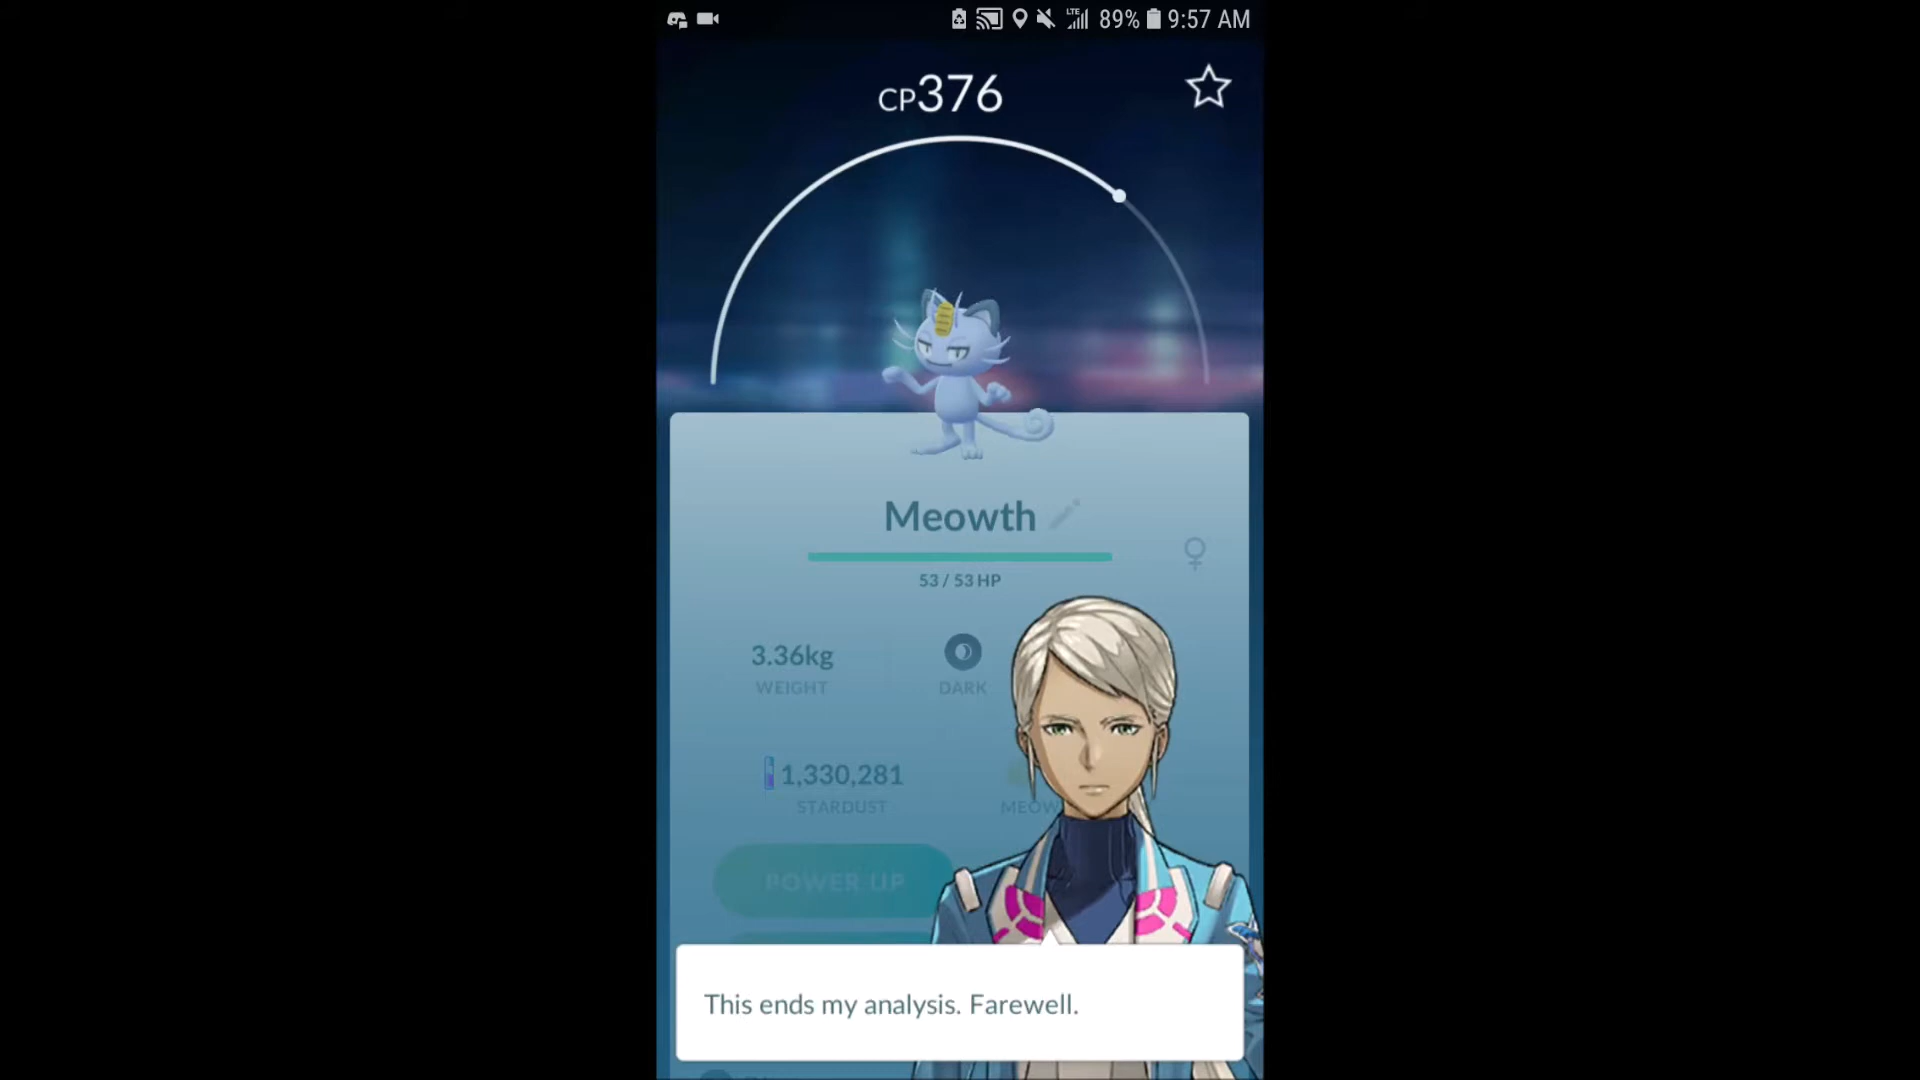 LTE 89% 9:57 AM
CP376
Meowth
53 / 53 HP
3.36kg
WEIGHT
DARK
1,330,281
STARDUST
POWER UP
This ends my analysis. Farewell.